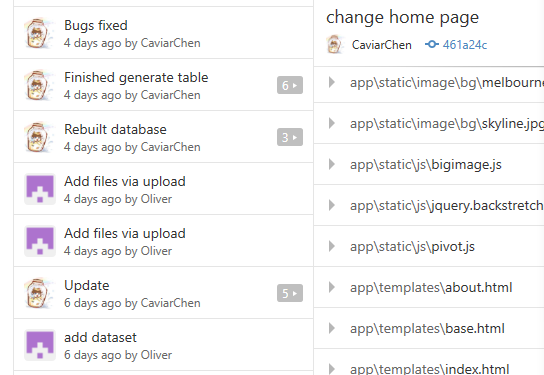 Bugs fixed
4 days ago by CaviarChen
Finished generate table
4 days ago by CaviarChen
6
Rebuilt database
4 days ago by CaviarChen
3
Add files via upload
4 days ago by Oliver
Add files via upload
4 days ago by Oliver
Update
6 days ago by CaviarChen
5
add dataset
6 days ago by Oliver
change home page
CaviarChen 461a24c
app\static\image\bg\melbourne
app\static\image\bg\skyline.jpg
app\static\js\bigimage.js
app\static\js\jquery.backstretch
app\static\js\pivot.js
app\templates\about.html
app\templates\base.html
app\templates\index.html